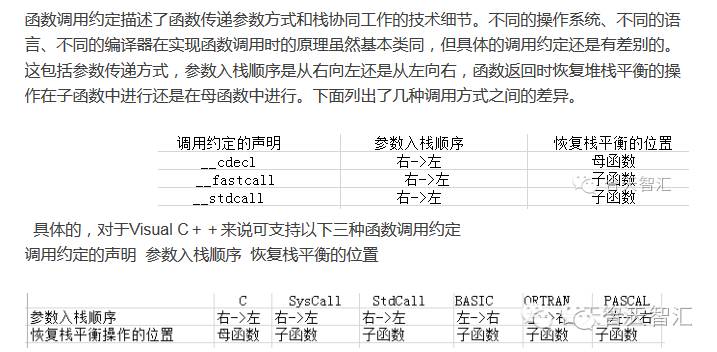 函数调用约定描述了函数传递参数方式和栈协同工作的技术细节。不同的操作系统、不同的语
言、不同的编译器在实现函数调用时的原理虽然基本类同，但具体的调用约定还是有差别的。
这包括参数传递方式，参数入栈顺序是从右向左还是从左向右，函数返回时恢复堆栈平衡的操
作在子函数中进行还是在母函数中进行。下面列出了几种调用方式之间的差异。
调用约定的声明 参数入栈顺序 恢复栈平衡的位置
__cdecl 右->左 母函数
__fastcall 右->左 子函数
__stdcall 右->左 子函数
智汇
具体的，对于Visual C＋＋来说可支持以下三种函数调用约定
调用约定的声明 参数入栈顺序 恢复栈平衡的位置
C SysCall StdCall BASIC ORTRAN PASCAL
参数入栈顺序 右->左 右->左 右->左 左->右 左->右
恢复栈平衡操作的位置 母函数 子函数 子函数 子函数 子函数 子函数
智汇